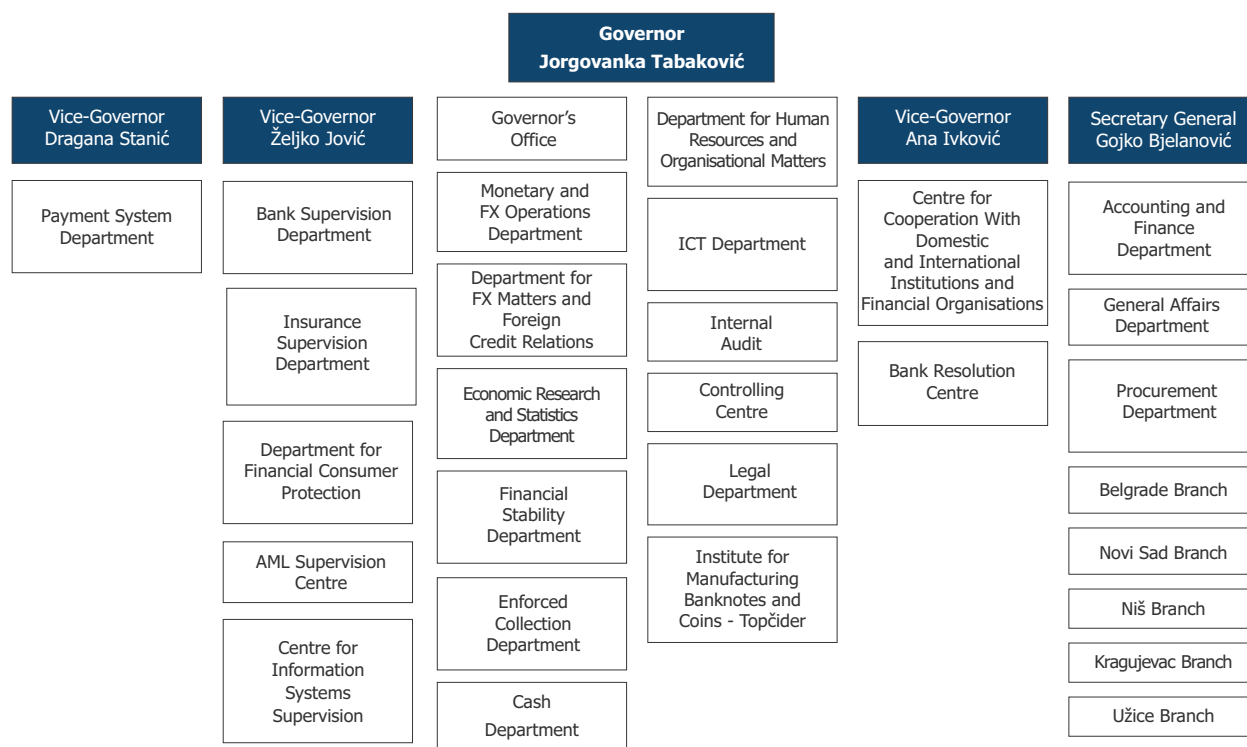 Governor
Jorgovanka Tabaković
Vice-Governor
Dragana Stanić
Payment System
Department
Vice-Governor
Željko Jović
Bank Supervision
Department
Insurance
Supervision
Department
Department for
Financial Consumer
Protection
AML Supervision
Centre
Centre for
Information
Systems
Supervision
Governor's
Office
Monetary and
FX Operations
Department
Department for
FX Matters and
Foreign
Credit Relations
Economic Research
and Statistics
Department
Financial
Stability
Department
Enforced
Collection
Department
Cash
Department
Department for Human
Resources and
Organisational Matters
ICT Department
Internal
Audit
Controlling
Centre
Legal
Department
Institute for
Manufacturing
Banknotes and
Coins - Topčider
Vice-Governor
Ana Ivković
Centre for
Cooperation With
Domestic
and International
Institutions and
Financial Organisations
Bank Resolution
Centre
Secretary General
Gojko Bjelanović
Accounting and
Finance
Department
General Affairs
Department
Procurement
Department
Belgrade Branch
Novi Sad Branch
Niš Branch
Kragujevac Branch
Užice Branch